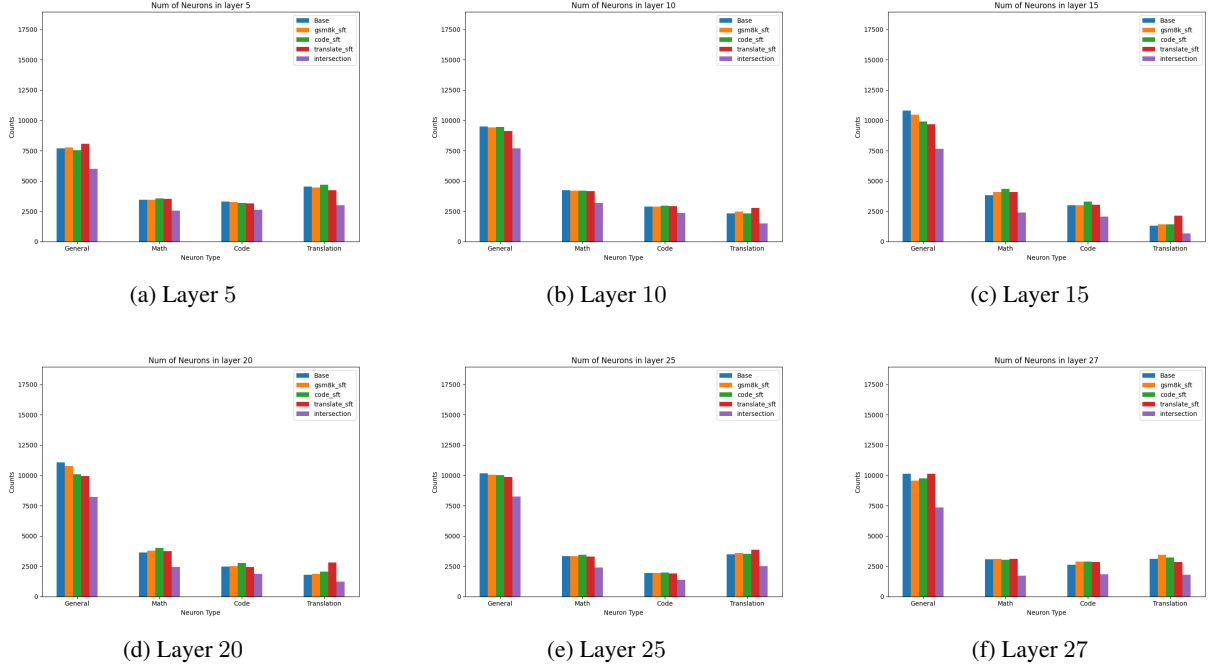 Num of Neurons in layer 5
17500
15000
12500
10000
7500
5000
2500
0
Counts
General Math Code Translation
Neuron Type
Base
gsm8k_sft
code_sft
translate_sft
intersection
(a) Layer 5
Num of Neurons in layer 10
17500
15000
12500
10000
7500
5000
2500
0
Counts
General Math Code Translation
Neuron Type
Base
gsm8k_sft
code_sft
translate_sft
intersection
(b) Layer 10
Num of Neurons in layer 15
17500
15000
12500
10000
7500
5000
2500
0
Counts
General Math Code Translation
Neuron Type
Base
gsm8k_sft
code_sft
translate_sft
intersection
(c) Layer 15
Num of Neurons in layer 20
17500
15000
12500
10000
7500
5000
2500
0
Counts
General Math Code Translation
Neuron Type
Base
gsm8k_sft
code_sft
translate_sft
intersection
(d) Layer 20
Num of Neurons in layer 25
17500
15000
12500
10000
7500
5000
2500
0
Counts
General Math Code Translation
Neuron Type
Base
gsm8k_sft
code_sft
translate_sft
intersection
(e) Layer 25
Num of Neurons in layer 27
17500
15000
12500
10000
7500
5000
2500
0
Counts
General Math Code Translation
Neuron Type
Base
gsm8k_sft
code_sft
translate_sft
intersection
(f) Layer 27